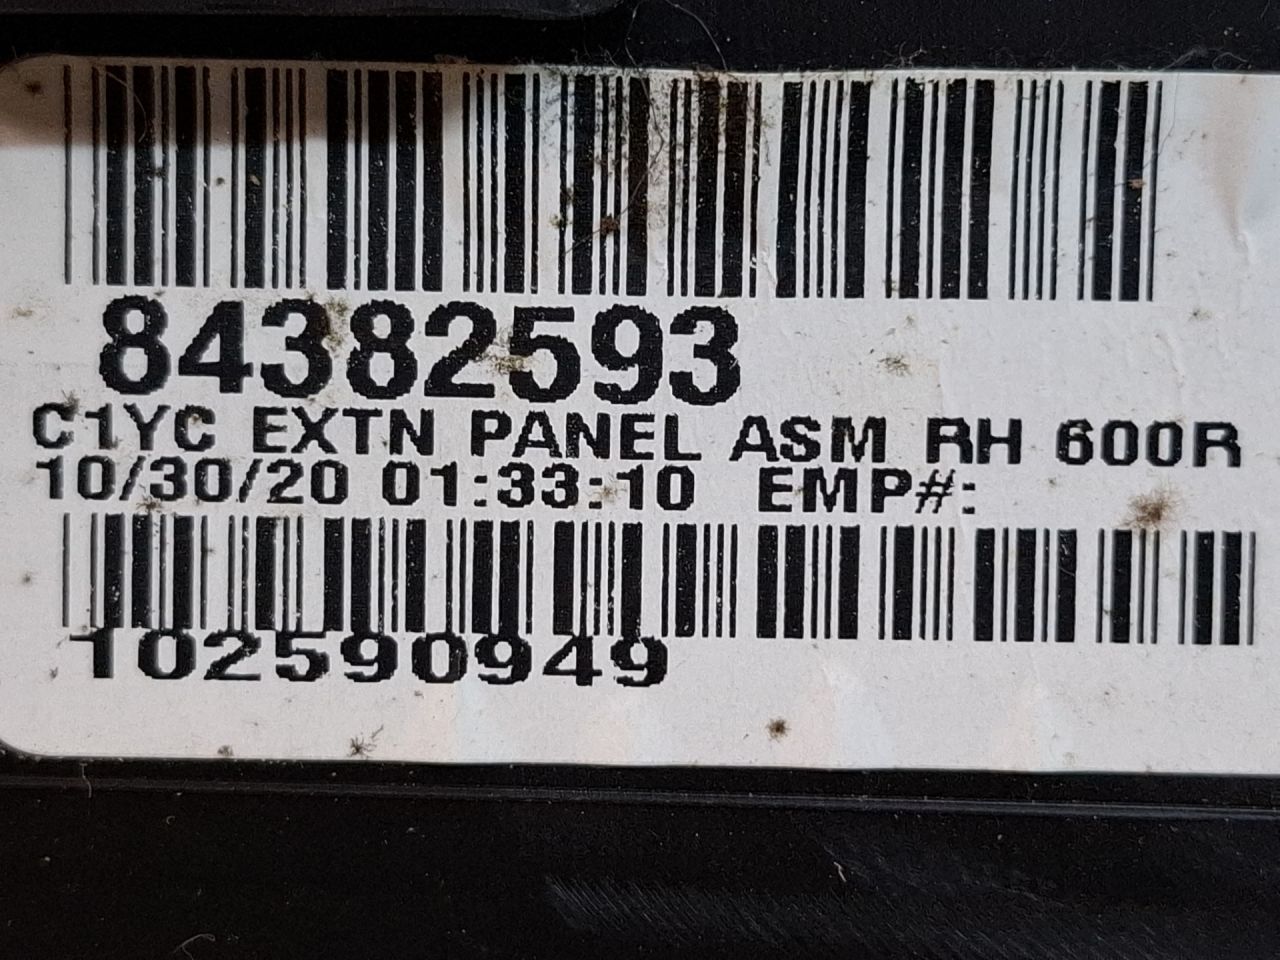 84382593
C1YC EXTN PANEL ASM RH 600R
10/30/20 01:33:10 EMP#:
102590949